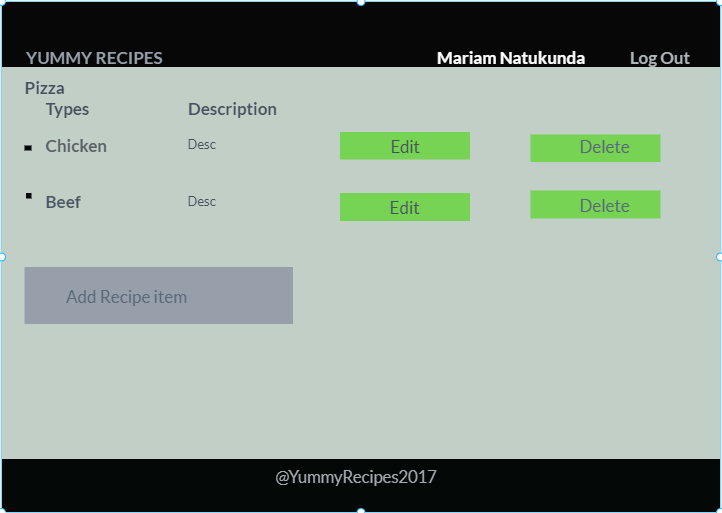 YUMMY RECIPES Mariam Natukunda Log Out
Pizza
Types Description
Chicken Desc Edit Delete
Beef Desc Edit Delete
Add Recipe item
@YummyRecipes2017